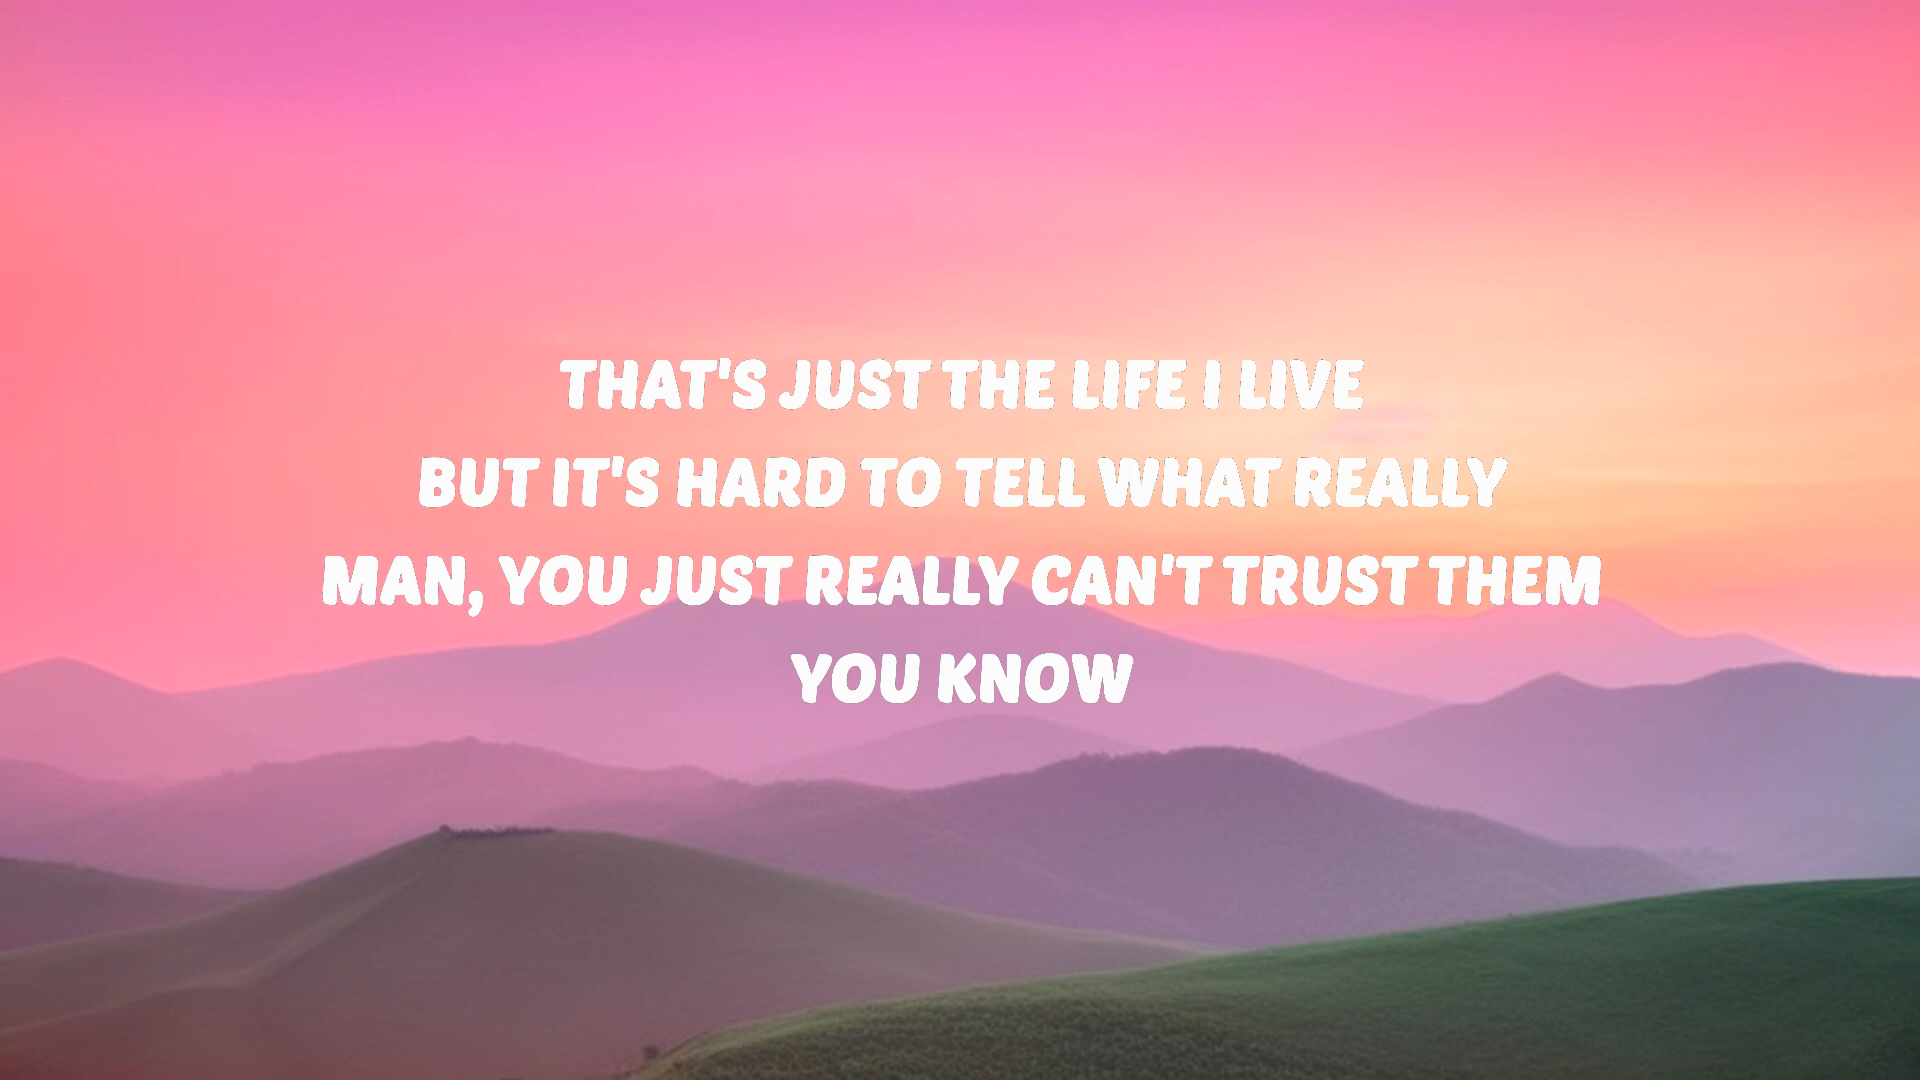 THAT'S JUST THE LIFE I LIVE
BUT IT'S HARD TO TELL WHAT REALLY
MAN, YOU JUST REALLY CAN'T TRUST THEM
YOU KNOW